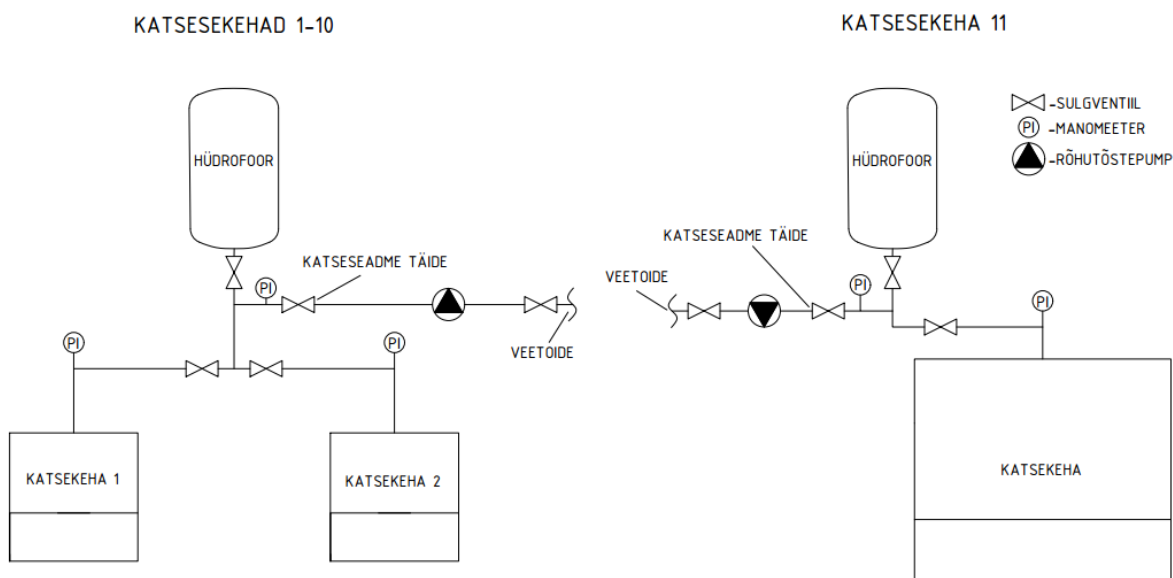 KATSESEKEHAD 1-10
HÜDROFOOR
PI
KATSESEADME TÄIDE
VEETOIDE
PI
PI
KATSEKEHA 1
KATSEKEHA 2
KATSESEKEHA 11
HÜDROFOOR
-SULGVENTIIL
PI -MANOMEETER
-RÕHUTÕSTEPUMP
KATSESEADME TÄIDE
VEETOIDE
PI
PI
KATSEKEHA